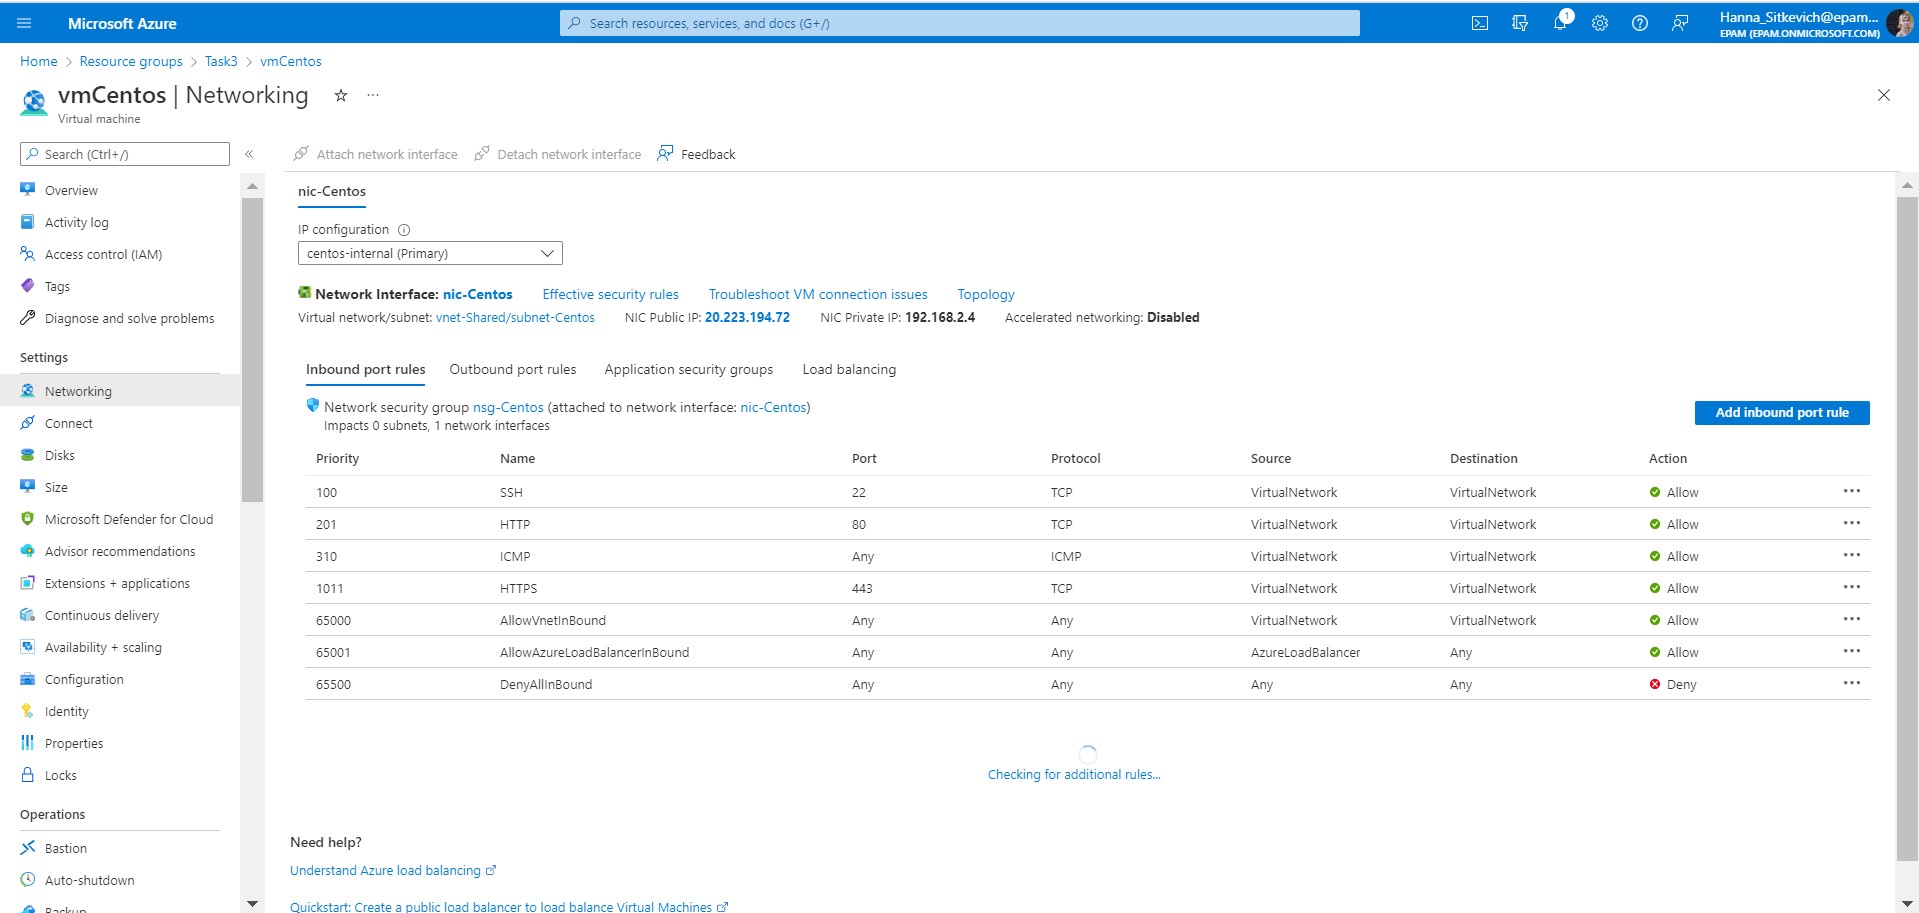 Microsoft Azure
Search resources, services, and docs (G+/)
1
Hanna_Sitkevich@epam...
EPAM (EPAM.ONMICROSOFT.COM)
Home > Resource groups > Task3 > vmCentos
vmCentos | Networking
Virtual machine
Search (Ctrl+/)
Overview
Activity log
Access control (IAM)
Tags
Diagnose and solve problems
Settings
Networking
Connect
Disks
Size
Microsoft Defender for Cloud
Advisor recommendations
Extensions + applications
Continuous delivery
Availability + scaling
Configuration
Identity
Properties
Locks
Operations
Bastion
Auto-shutdown
Backup
Attach network interface Detach network interface Feedback
nic-Centos
IP configuration
centos-internal (Primary)
Network Interface: nic-Centos Effective security rules Troubleshoot VM connection issues Topology
Virtual network/subnet: vnet-Shared/subnet-Centos NIC Public IP: 20.223.194.72 NIC Private IP: 192.168.2.4 Accelerated networking: Disabled
Inbound port rules Outbound port rules Application security groups Load balancing
Network security group nsg-Centos (attached to network interface: nic-Centos)
Impacts 0 subnets, 1 network interfaces
Add inbound port rule
Priority Name Port Protocol Source Destination Action
100 SSH 22 TCP VirtualNetwork VirtualNetwork Allow
201 HTTP 80 TCP VirtualNetwork VirtualNetwork Allow
310 ICMP Any ICMP VirtualNetwork VirtualNetwork Allow
1011 HTTPS 443 TCP VirtualNetwork VirtualNetwork Allow
65000 AllowVnetInBound Any Any VirtualNetwork VirtualNetwork Allow
65001 AllowAzureLoadBalancerInBound Any Any AzureLoadBalancer Any Allow
65500 DenyAllInBound Any Any Any Any Deny
Checking for additional rules...
Need help?
Understand Azure load balancing
Quickstart: Create a public load balancer to load balance Virtual Machines